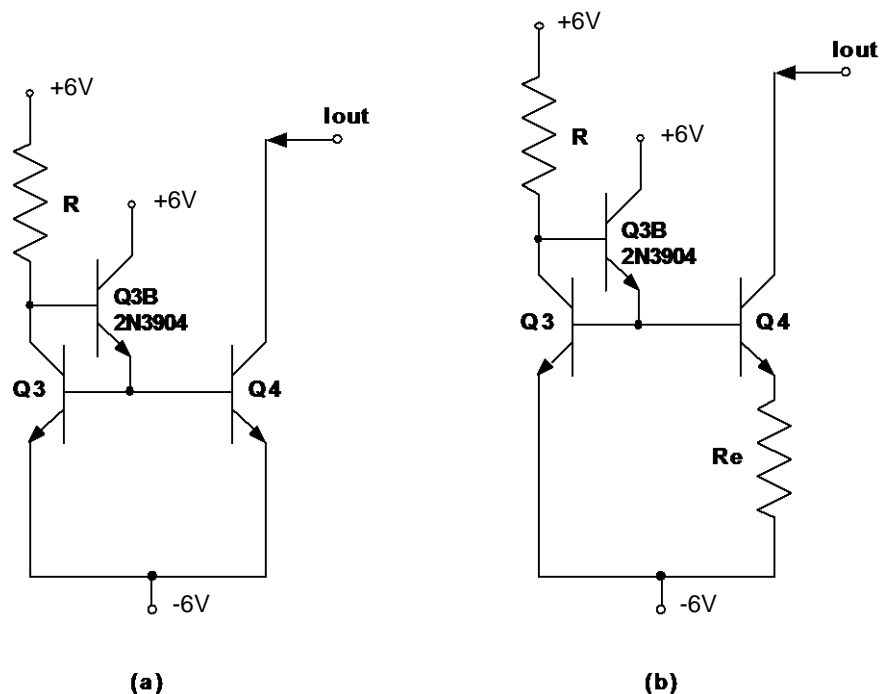 +6V
R
+6V
Q3B
2N3904
Q3
Q4
Iout
-6V
(a)
+6V
R
+6V
Q3B
2N3904
Q3
Q4
Iout
Re
-6V
(b)